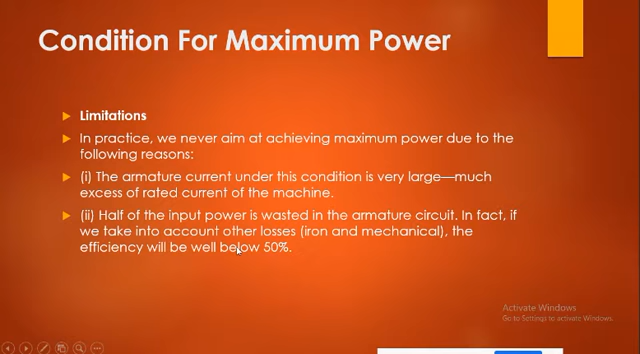 Condition For Maximum Power
Limitations
In practice, we never aim at achieving maximum power due to the
following reasons:
(i) The armature current under this condition is very large—much
excess of rated current of the machine.
(ii) Half of the input power is wasted in the armature circuit. In fact, if
we take into account other losses (iron and mechanical), the
efficiency will be well below 50%.
Activate Windows
Go to Settings to activate Windows.